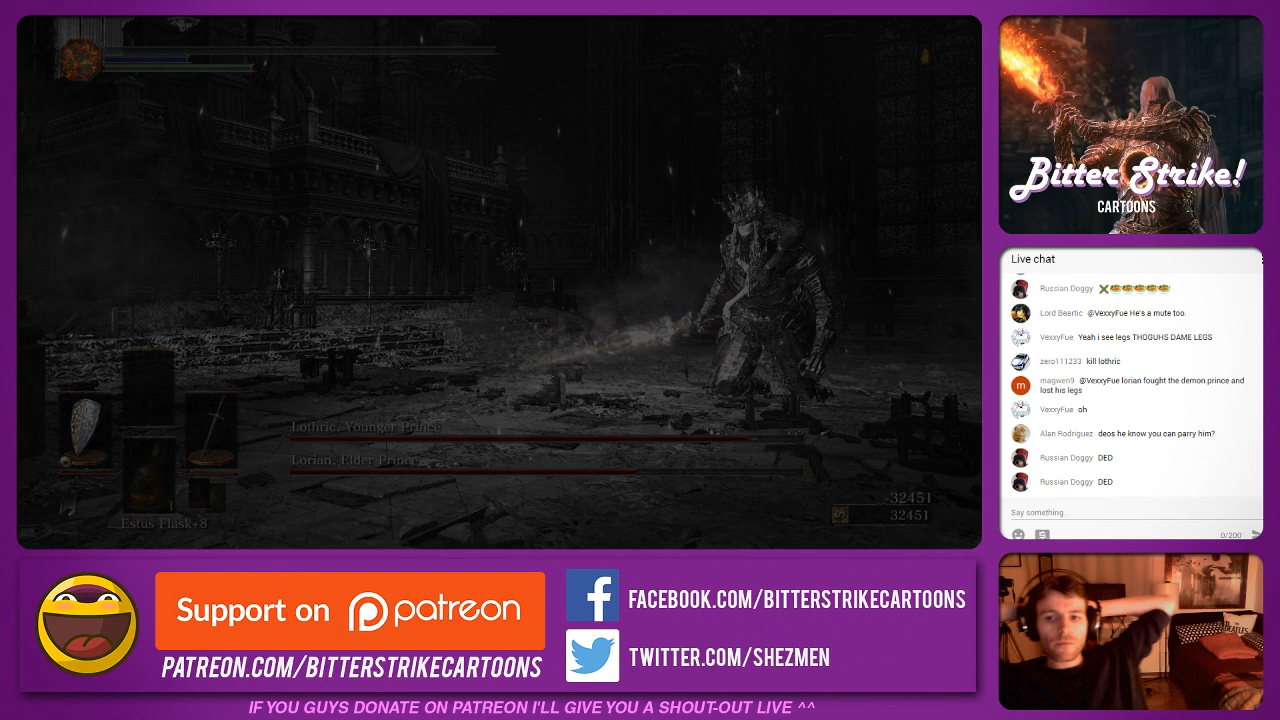 Lothric, Younger Prince
Lorian, Elder Prince
1
Estus Flask+8
-32451
32451
Bitter Strike!
CARTOONS
Live chat
Russian Doggy
Lord Beartic @VexxyFue He's a mute too.
VexxyFue Yeah i see legs THOGUHS DAME LEGS
zero111233 kill lothric
m magwen9 @VexxyFue lorian fought the demon prince and
lost his legs
VexxyFue oh
Alan Rodriguez deos he know you can parry him?
Russian Doggy DED
Russian Doggy DED
Say something...
0/200
THE
BEATLES
Support on patreon
PATREON.COM/BITTERSTRIKECARTOONS
FACEBOOK.COM/BITTERSTRIKECARTOONS
TWITTER.COM/SHEZMEN
IF YOU GUYS DONATE ON PATREON I'LL GIVE YOU A SHOUT-OUT LIVE ^^